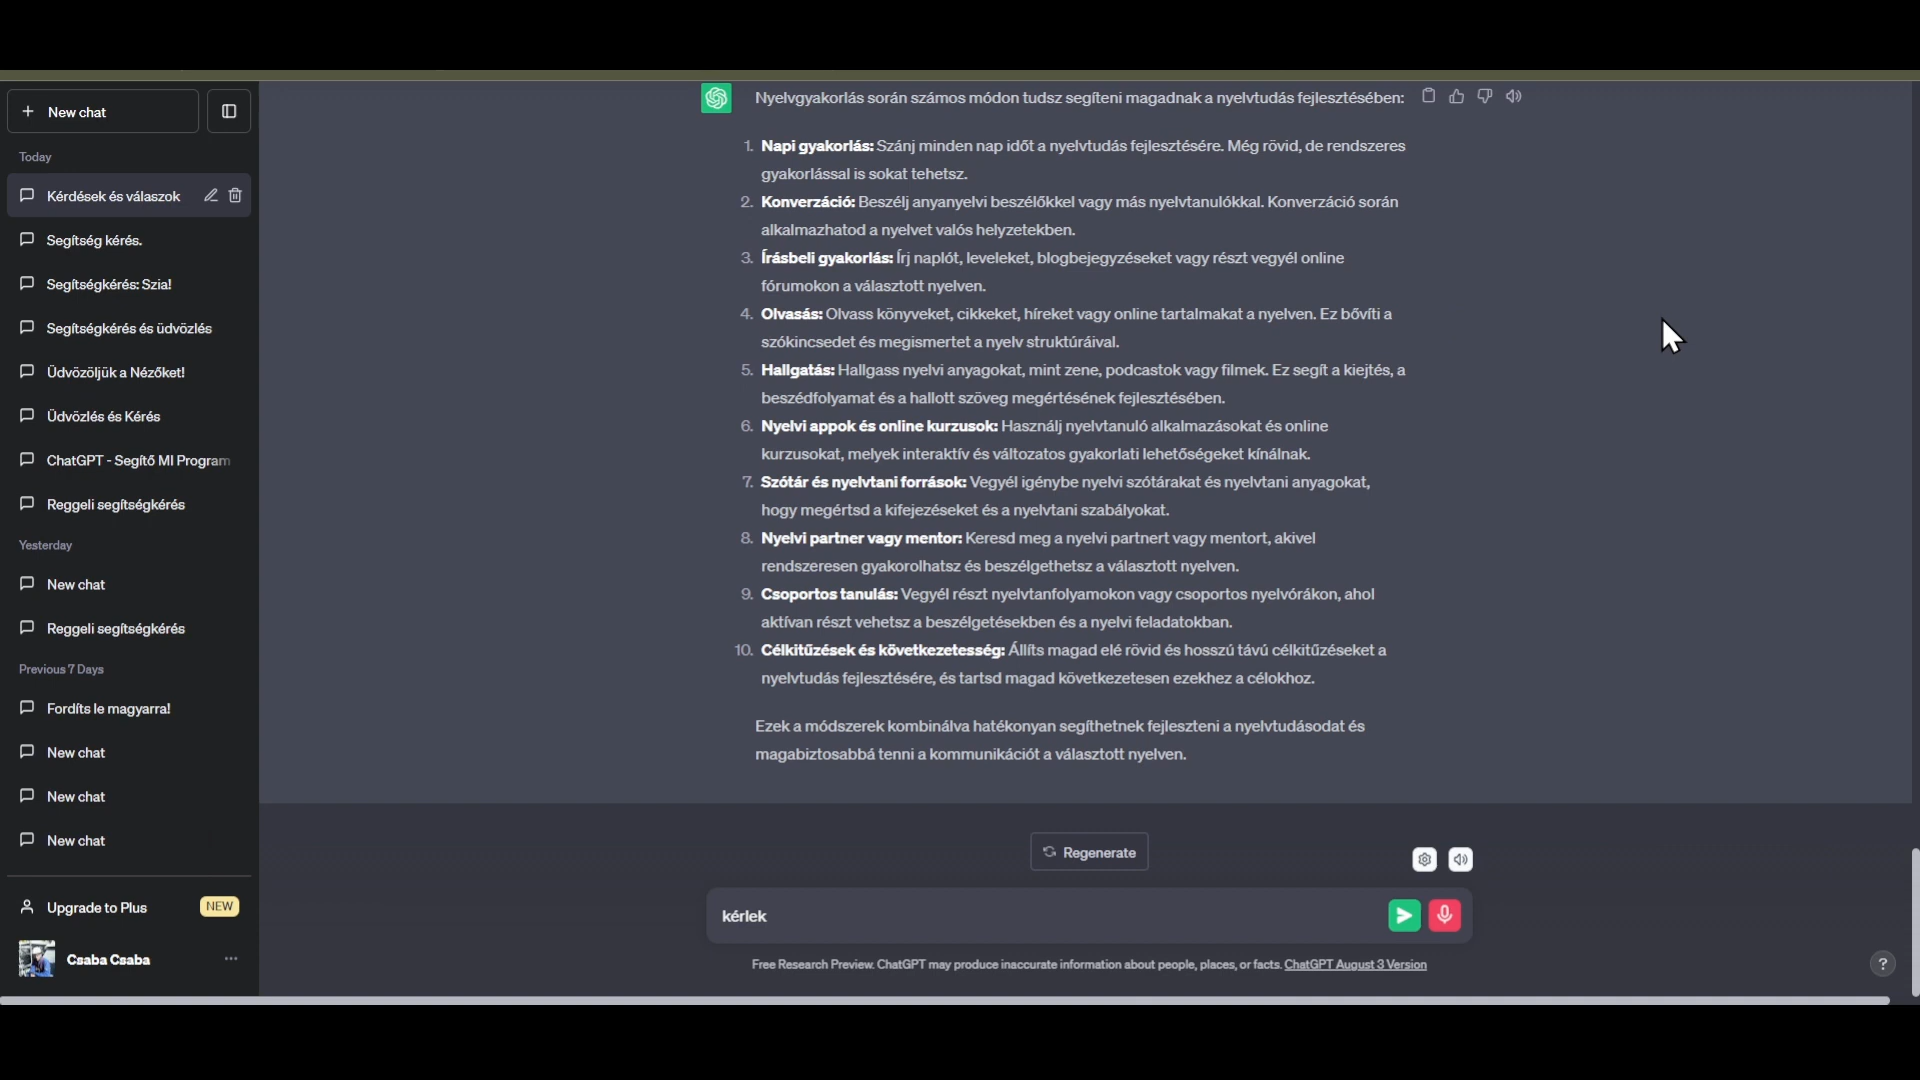 New chat
Today
Kérdések és válaszok
Segítség kérés.
Segítségkérés: Szia!
Segítségkérés és üdvözlés
Üdvözöljük a Nézőket!
Üdvözlés és Kérés
ChatGPT - Segítő MI Program
Reggeli segítségkérés
Yesterday
New chat
Reggeli segítségkérés
Previous 7 Days
Fordíts le magyarra!
New chat
New chat
New chat
Upgrade to Plus NEW
Csaba Csaba
Nyelvgyakorlás során számos módon tudsz segíteni magadnak a nyelvtudás fejlesztésében:
1. Napi gyakorlás: Szánj minden nap időt a nyelvtudás fejlesztésére. Még rövid, de rendszeres
gyakorlással is sokat tehetsz.
2. Konverzáció: Beszélj anyanyelvi beszélőkkel vagy más nyelvtanulókkal. Konverzáció során
alkalmazhatod a nyelvet valós helyzetekben.
3. Írásbeli gyakorlás: Írj naplót, leveleket, blogbejegyzéseket vagy részt vegyél online
fórumokon a választott nyelven.
4. Olvasás: Olvass könyveket, cikkeket, híreket vagy online tartalmakat a nyelven. Ez bővíti a
szókincsedet és megismertet a nyelv struktúráival.
5. Hallgatás: Hallgass nyelvi anyagokat, mint zene, podcastok vagy filmek. Ez segít a kiejtés, a
beszédfolyamat és a hallott szöveg megértésének fejlesztésében.
6. Nyelvi appok és online kurzusok: Használj nyelvtanuló alkalmazásokat és online
kurzusokat, melyek interaktív és változatos gyakorlati lehetőségeket kínálnak.
7. Szótár és nyelvtani források: Vegyél igénybe nyelvi szótárakat és nyelvtani anyagokat,
hogy megértsd a kifejezéseket és a nyelvtani szabályokat.
8. Nyelvi partner vagy mentor: Keresd meg a nyelvi partnert vagy mentort, akivel
rendszeresen gyakorolhatsz és beszélgethetsz a választott nyelven.
9. Csoportos tanulás: Vegyél részt nyelvtanfolyamokon vagy csoportos nyelvórákon, ahol
aktívan részt vehetsz a beszélgetésekben és a nyelvi feladatokban.
10. Célkitűzések és következetesség: Állíts magad elé rövid és hosszú távú célkitűzéseket a
nyelvtudás fejlesztésére, és tartsd magad következetesen ezekhez a célokhoz.
Ezek a módszerek kombinálva hatékonyan segíthetnek fejleszteni a nyelvtudásodat és
magabiztosabbá tenni a kommunikációt a választott nyelven.
Regenerate
kérlek
Free Research Preview. ChatGPT may produce inaccurate information about people, places, or facts. ChatGPT August 3 Version
?